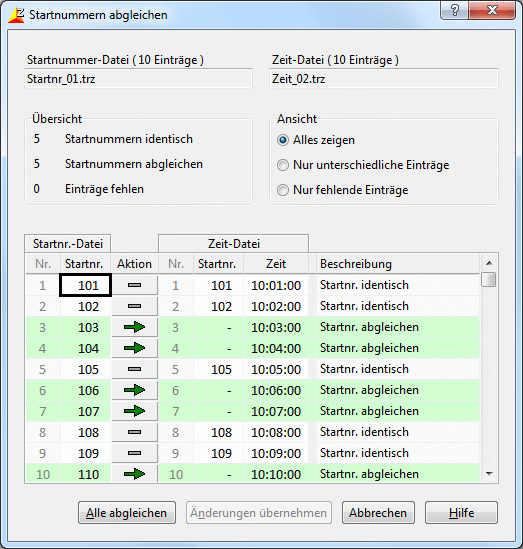 Startnummern abgleichen
Startnummer-Datei ( 10 Einträge ) Zeit-Datei ( 10 Einträge )
Startnr_01.trz Zeit_02.trz
Übersicht Ansicht
5 Startnummern identisch Alles zeigen
5 Startnummern abgleichen Nur unterschiedliche Einträge
0 Einträge fehlen Nur fehlende Einträge
Startnr.-Datei Zeit-Datei
Nr. Startnr. Aktion Nr. Startnr. Zeit Beschreibung
1 101 1 101 10:01:00 Startnr. identisch
2 102 2 102 10:02:00 Startnr. identisch
3 103 3 - 10:03:00 Startnr. abgleichen
4 104 4 - 10:04:00 Startnr. abgleichen
5 105 5 105 10:05:00 Startnr. identisch
6 106 6 - 10:06:00 Startnr. abgleichen
7 107 7 - 10:07:00 Startnr. abgleichen
8 108 8 108 10:08:00 Startnr. identisch
9 109 9 109 10:09:00 Startnr. identisch
10 110 10 - 10:10:00 Startnr. abgleichen
Alle abgleichen Änderungen übernehmen Abbrechen Hilfe